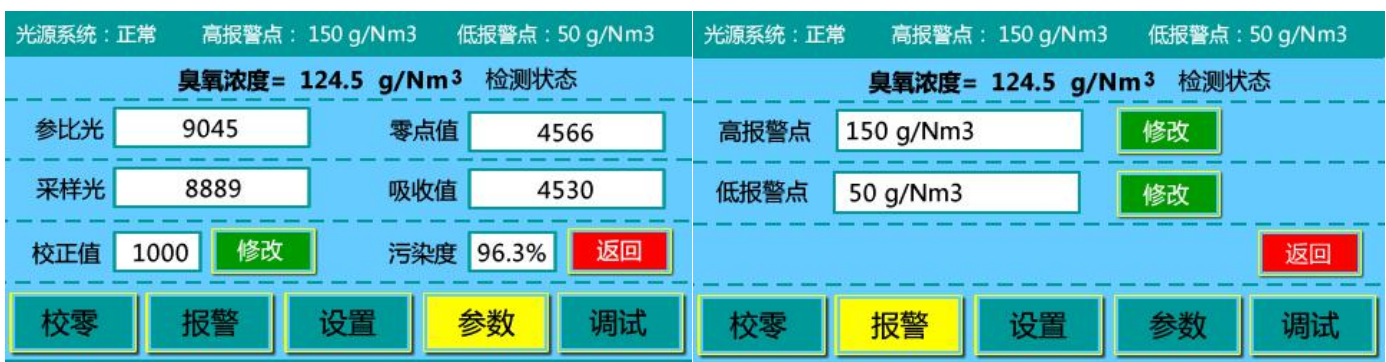 光源系统：正常 高报警点： 150 g/Nm3 低报警点：50 g/Nm3
臭氧浓度= 124.5 g/Nm3 检测状态
参比光 9045 零点值 4566
采样光 8889 吸收值 4530
校正值 1000 修改 污染度 96.3% 返回
校零 报警 设置 参数 调试
光源系统：正常 高报警点： 150 g/Nm3 低报警点：50 g/Nm3
臭氧浓度= 124.5 g/Nm3 检测状态
高报警点 150 g/Nm3 修改
低报警点 50 g/Nm3 修改
返回
校零 报警 设置 参数 调试